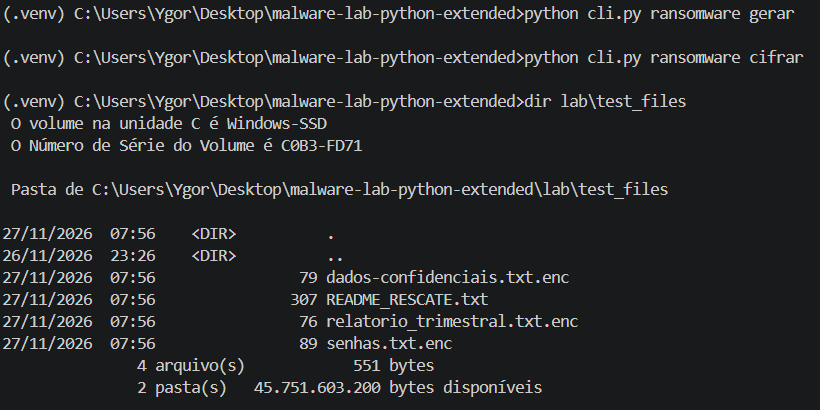 (.venv) C:\Users\Ygor\Desktop\malware-lab-python-extended>python cli.py ransomware gerar
(.venv) C:\Users\Ygor\Desktop\malware-lab-python-extended>python cli.py ransomware cifrar
(.venv) C:\Users\Ygor\Desktop\malware-lab-python-extended>dir lab\test_files
O volume na unidade C é Windows-SSD
O Número de Série do Volume é C0B3-FD71
Pasta de C:\Users\Ygor\Desktop\malware-lab-python-extended\lab\test_files
27/11/2026  07:56    <DIR>          .
26/11/2026  23:26    <DIR>          ..
27/11/2026  07:56                79 dados-confidenciais.txt.enc
27/11/2026  07:56               307 README_RESCATE.txt
27/11/2026  07:56                76 relatorio_trimestral.txt.enc
27/11/2026  07:56                89 senhas.txt.enc
4 arquivo(s)            551 bytes
2 pasta(s)   45.751.603.200 bytes disponíveis